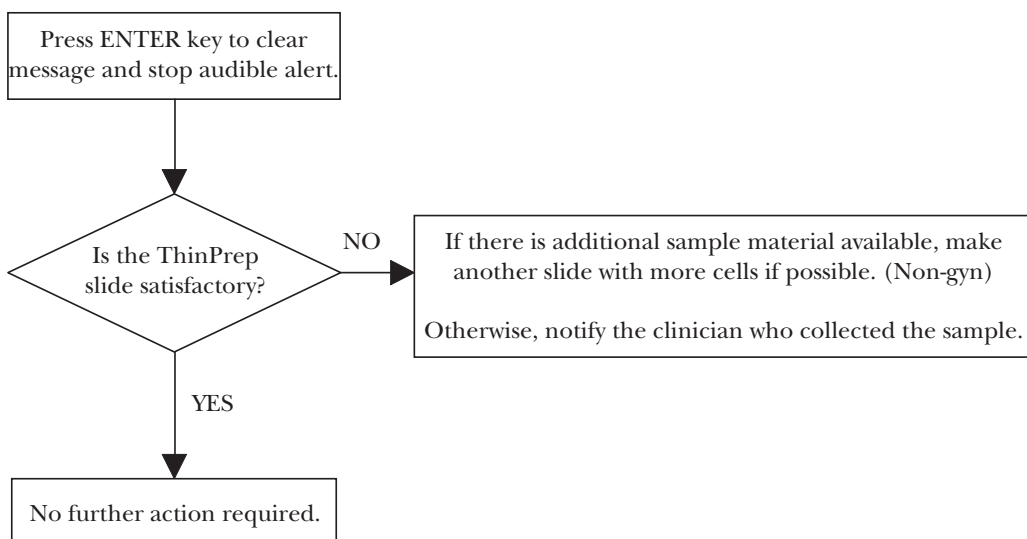 Press ENTER key to clear
message and stop audible alert.
Is the ThinPrep
slide satisfactory?
NO
If there is additional sample material available, make
another slide with more cells if possible. (Non-gyn)
Otherwise, notify the clinician who collected the sample.
YES
No further action required.